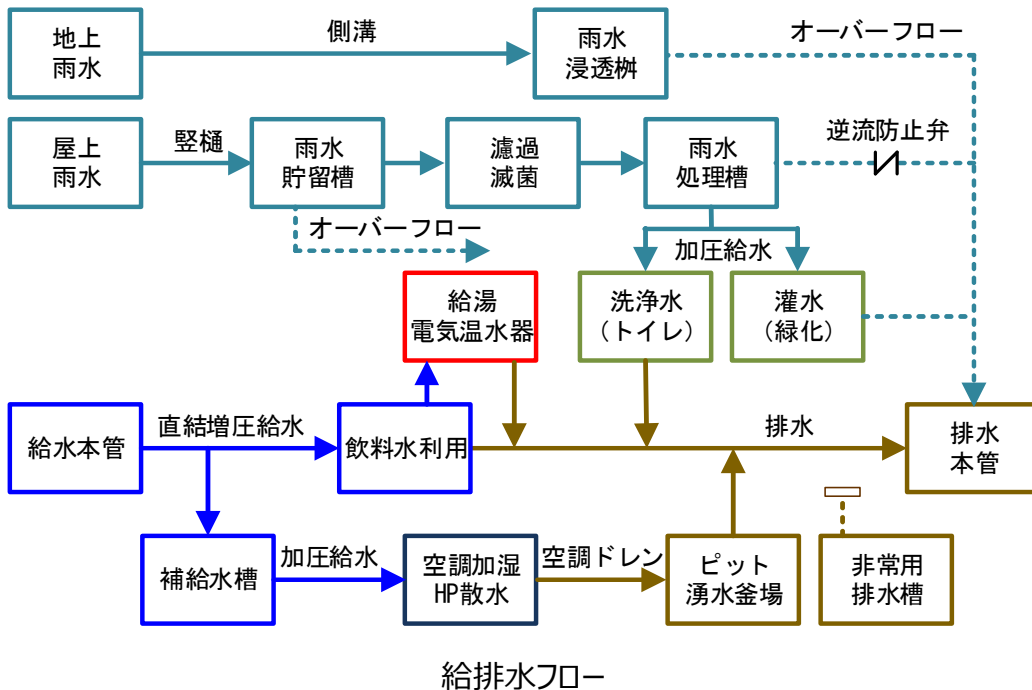 地上
雨水
側溝
雨水
浸透桝
オーバーフロー
屋上
雨水
竪樋
雨水
貯留槽
濾過
滅菌
雨水
処理槽
逆流防止弁
オーバーフロー
加圧給水
給湯
電気温水器
洗浄水
（トイレ）
灌水
（緑化）
給水本管
直結増圧給水
飲料水利用
排水
排水
本管
補給水槽
加圧給水
空調加湿
HP散水
空調ドレン
ピット
湧水釜場
非常用
排水槽
給排水フロー